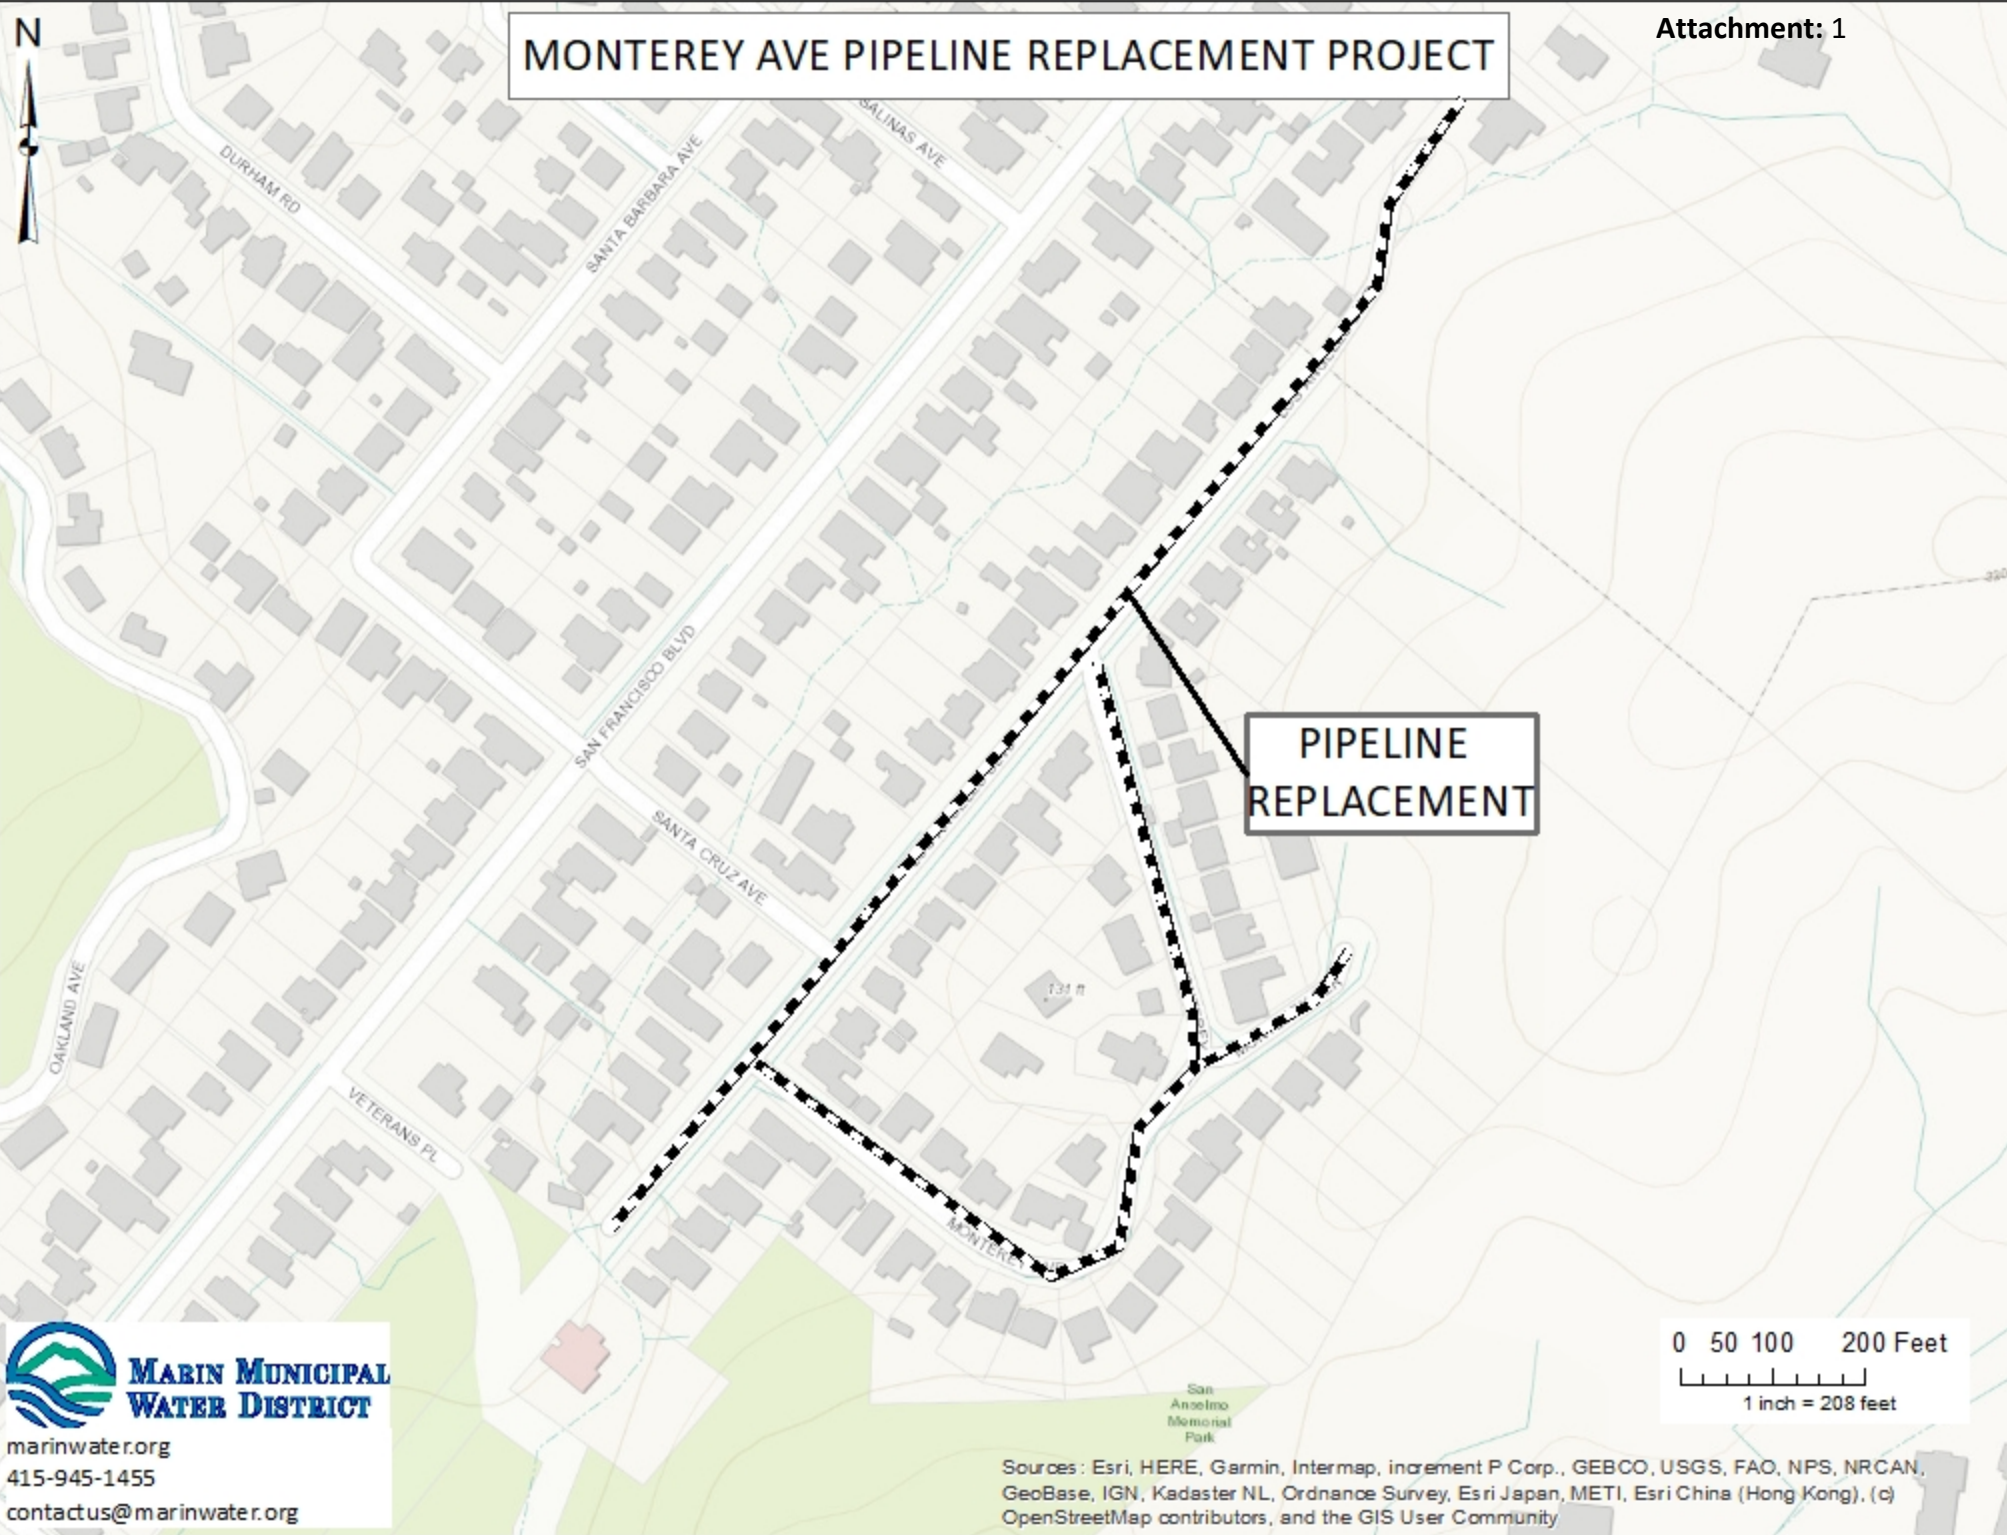 Attachment: 1
N
MONTEREY AVE PIPELINE REPLACEMENT PROJECT
SALINAS AVE
DURHAM RD
SANTA BARBARA AVE
SAN FRANCISCO BLVD
PIPELINE
REPLACEMENT
SANTA CRUZ AVE
OAKLAND AVE
131 ft
VETERANS PL
MONTEREY
San
Anselmo
Memorial
Park
0 50 100 200 Feet
1 inch = 208 feet
MARIN MUNICIPAL
WATER DISTRICT
marinwater.org
415-945-1455
contactus@marinwater.org
Sources: Esri, HERE, Garmin, Intermap, increment P Corp., GEBCO, USGS, FAO, NPS, NRCAN,
GeoBase, IGN, Kadaster NL, Ordnance Survey, Esri Japan, METI, Esri China (Hong Kong), (c)
OpenStreetMap contributors, and the GIS User Community